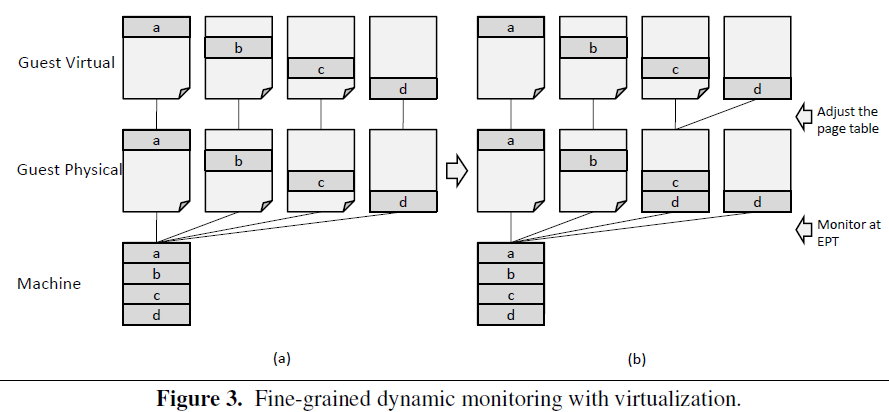 a
b
c
d
a
b
c
d
Guest Virtual
Adjust the
page table
a
b
c
d
a
b
c
d
d
Guest Physical
Monitor at
EPT
a
b
c
d
a
b
c
d
Machine
(a)
(b)
Figure 3. Fine-grained dynamic monitoring with virtualization.